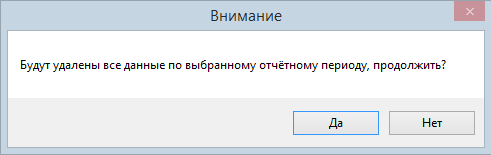 Внимание
Будут удалены все данные по выбранному отчётному периоду, продолжить?
Да
Нет